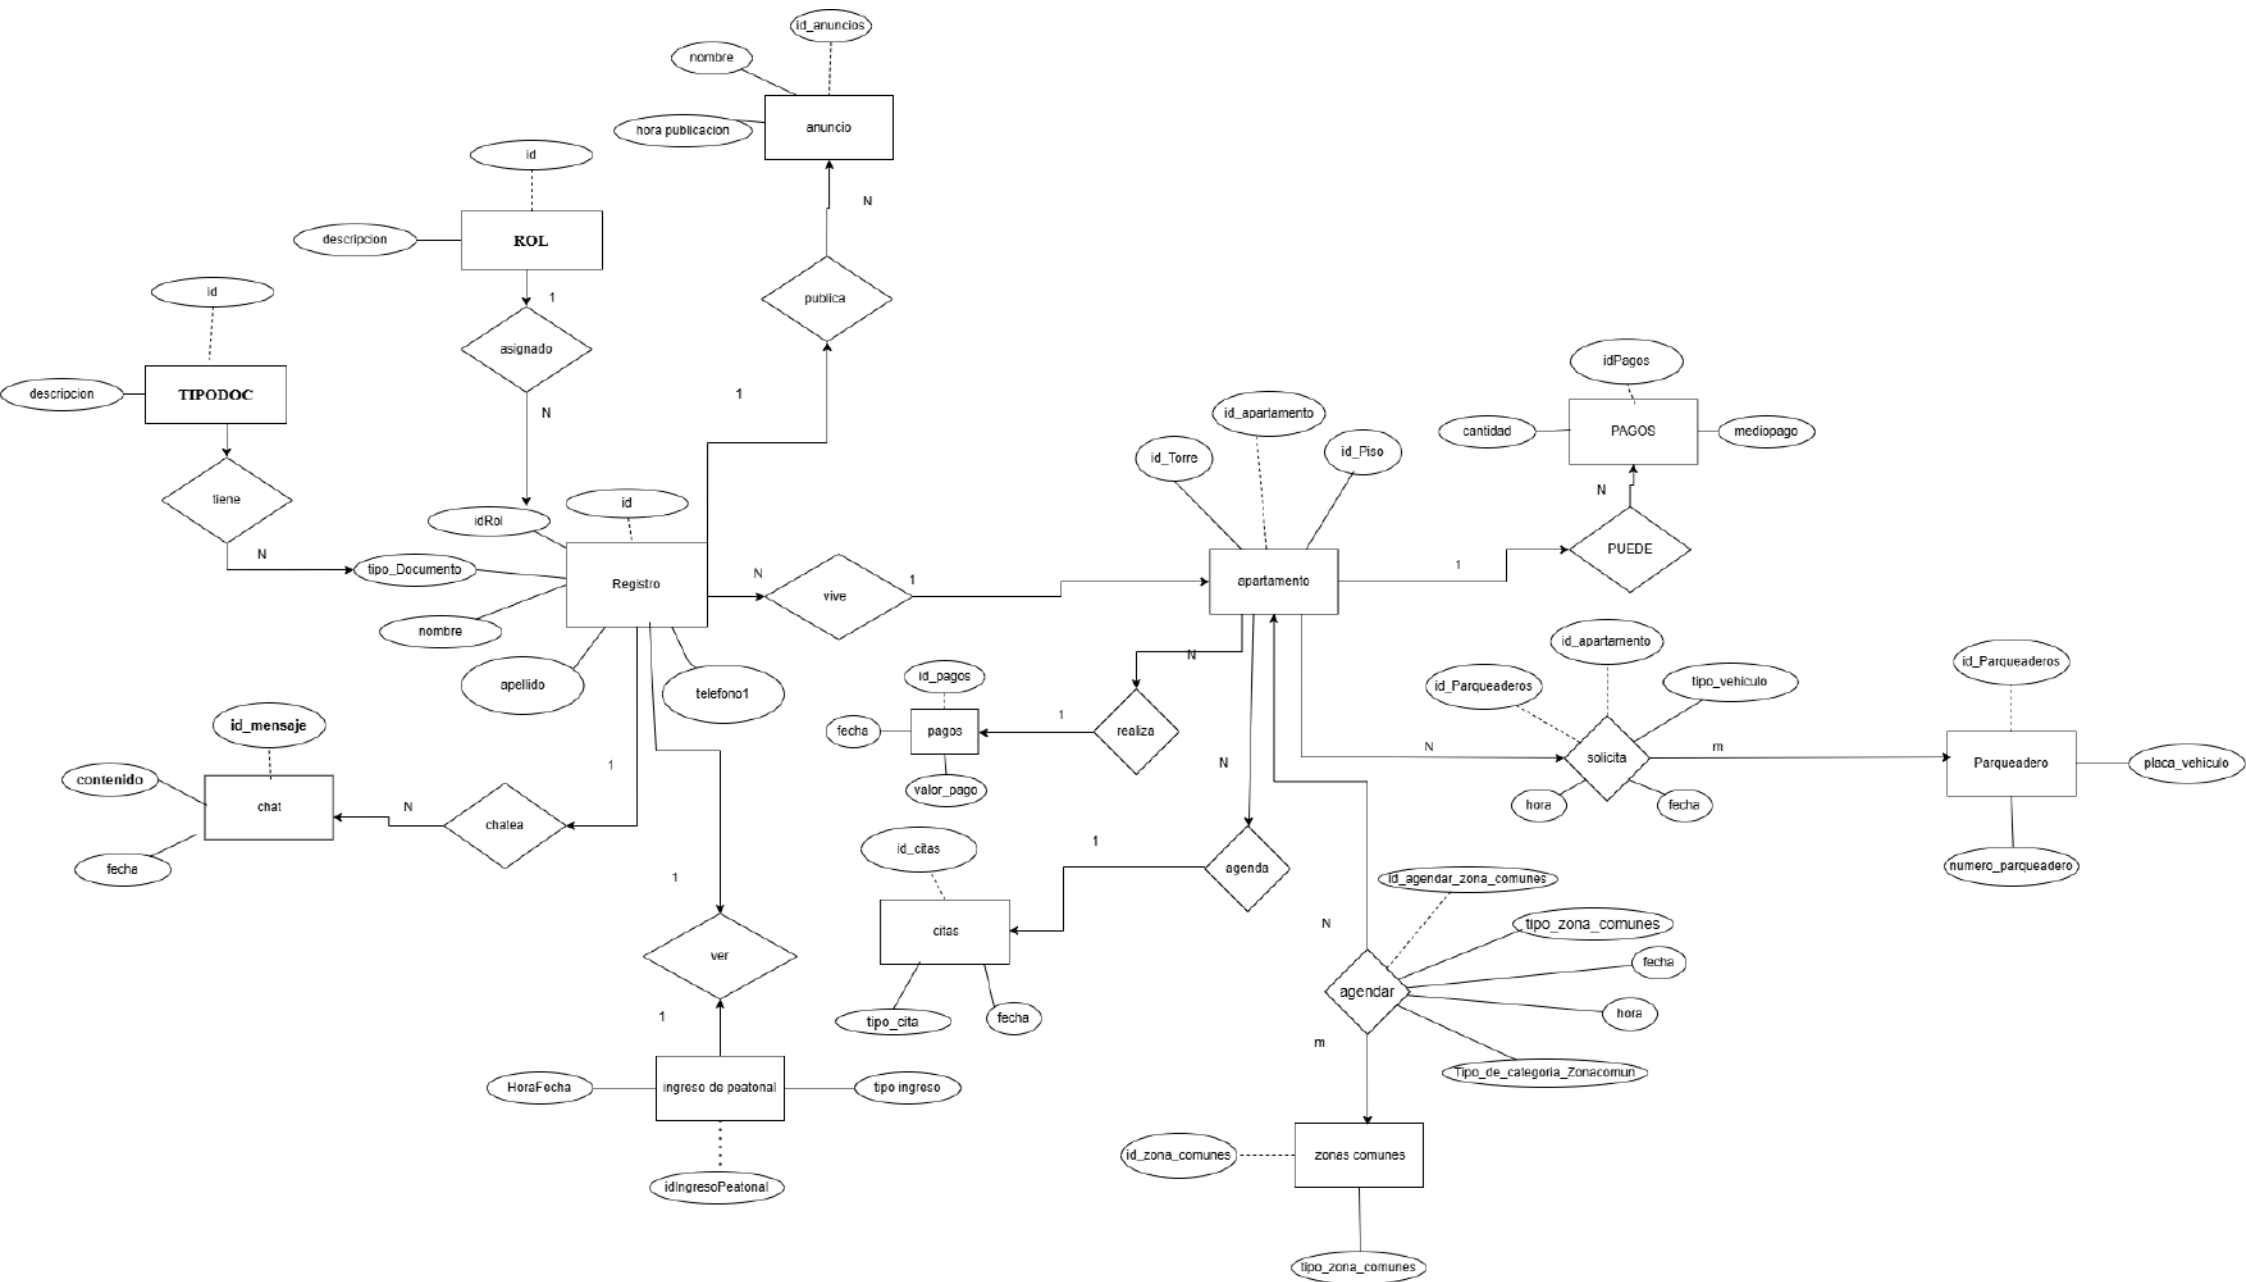 id_anuncios
nombre
hora publicacion
anuncio
N
id
descripcion
ROL
1
publica
id
asignado
descripcion
TIPODOC
N
1
tiene
N
idRol
id
tipo_Documento
Registro
nombre
apellido
telefono1
N
vive
1
id_Torre
id_apartamento
id_Piso
apartamento
1
idPagos
cantidad
PAGOS
mediopago
N
PUEDE
id_mensaje
contenido
chat
fecha
N
chatea
1
1
ver
1
HoraFecha
ingreso de peatonal
tipo ingreso
idIngresoPeatonal
id_pagos
fecha
pagos
valor_pago
1
realiza
N
id_citas
citas
tipo_cita
fecha
1
agenda
N
id_Parqueaderos
id_apartamento
tipo_vehiculo
N
solicita
m
hora
fecha
id_Parqueaderos
Parqueadero
placa_vehiculo
numero_parqueadero
id_agendar_zona_comunes
tipo_zona_comunes
fecha
N
agendar
hora
m
Tipo_de_categoria_Zonacomun
id_zona_comunes
zonas comunes
tipo_zona_comunes